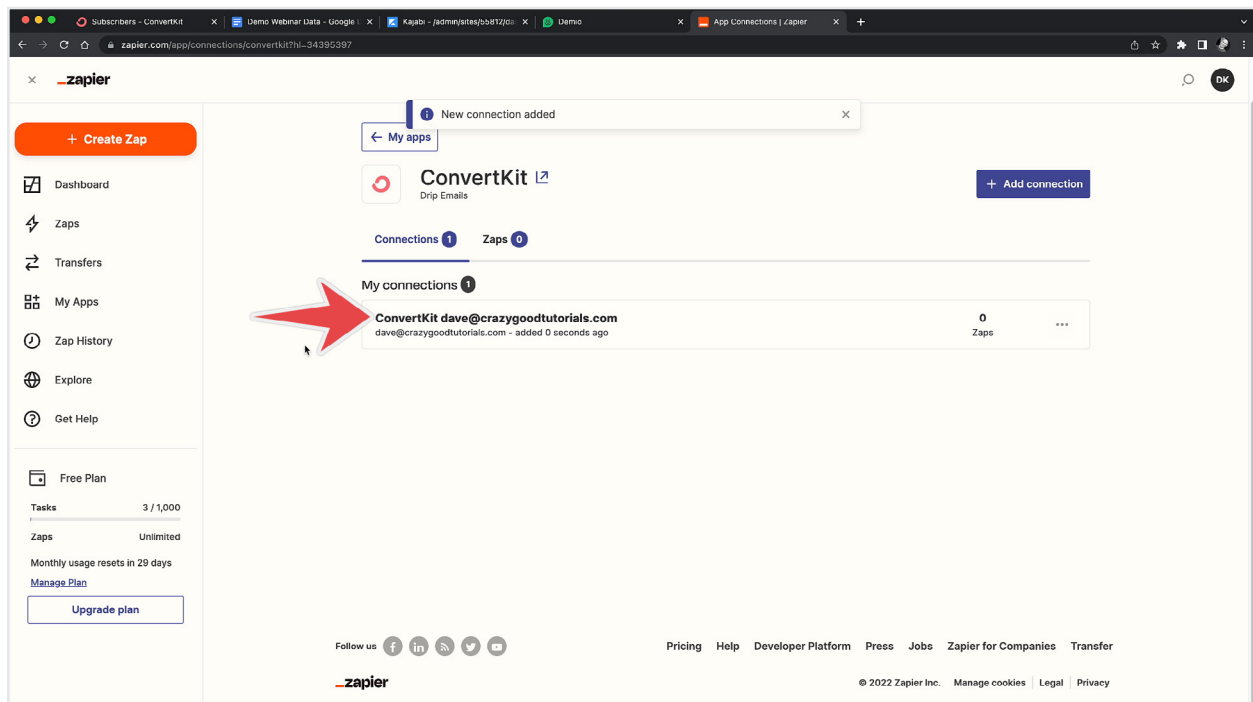 Subscribers - ConvertKit
Demo Webinar Data - Google D
Kajabi - /admin/sites/55812/da
Demio
App Connections | Zapier
zapier.com/app/connections/convertkit?hl=34395397
zapier
DK
New connection added
Create Zap
Dashboard
Zaps
Transfers
My Apps
Zap History
Explore
Get Help
Free Plan
Tasks 3 / 1,000
Zaps Unlimited
Monthly usage resets in 29 days
Manage Plan
Upgrade plan
← My apps
ConvertKit
Drip Emails
+ Add connection
Connections 1 Zaps 0
My connections 1
ConvertKit dave@crazygoodtutorials.com
dave@crazygoodtutorials.com - added 0 seconds ago
0
Zaps
Follow us
Pricing Help Developer Platform Press Jobs Zapier for Companies Transfer
zapier
© 2022 Zapier Inc. Manage cookies Legal Privacy